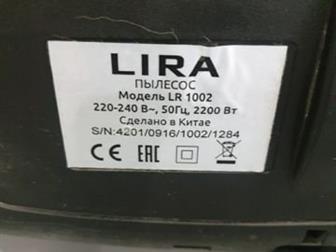 LIRA
ПЫЛЕСОС
Модель LR 1002
220-240 В~, 50Гц, 2200 Вт
Сделано в Китае
S/N:4201/0916/1002/1284
CE EAC